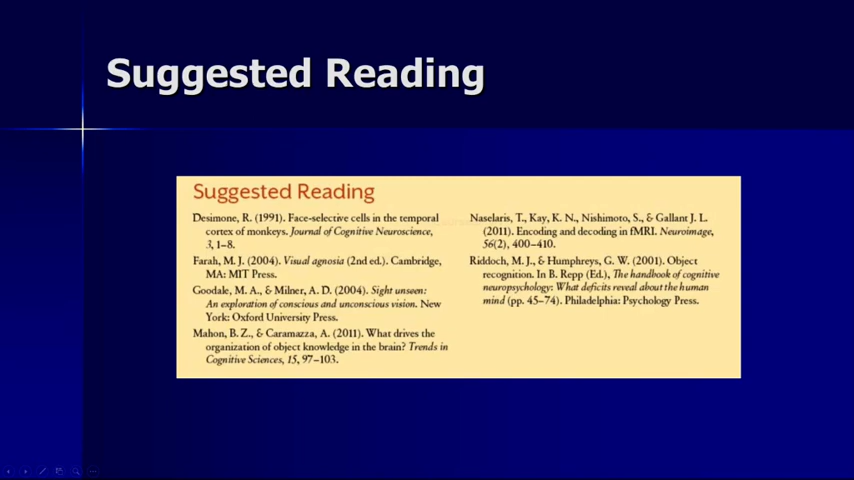 Suggested Reading
Suggested Reading
Desimone, R. (1991). Face-selective cells in the temporal
cortex of monkeys. Journal of Cognitive Neuroscience,
3, 1–8.
Farah, M. J. (2004). Visual agnosia (2nd ed.). Cambridge,
MA: MIT Press.
Goodale, M. A., & Milner, A. D. (2004). Sight unseen:
An exploration of conscious and unconscious vision. New
York: Oxford University Press.
Mahon, B. Z., & Caramazza, A. (2011). What drives the
organization of object knowledge in the brain? Trends in
Cognitive Sciences, 15, 97–103.
Naselaris, T., Kay, K. N., Nishimoto, S., & Gallant J. L.
(2011). Encoding and decoding in fMRI. Neuroimage,
56(2), 400–410.
Riddoch, M. J., & Humphreys, G. W. (2001). Object
recognition. In B. Repp (Ed.), The handbook of cognitive
neuropsychology: What deficits reveal about the human
mind (pp. 45–74). Philadelphia: Psychology Press.